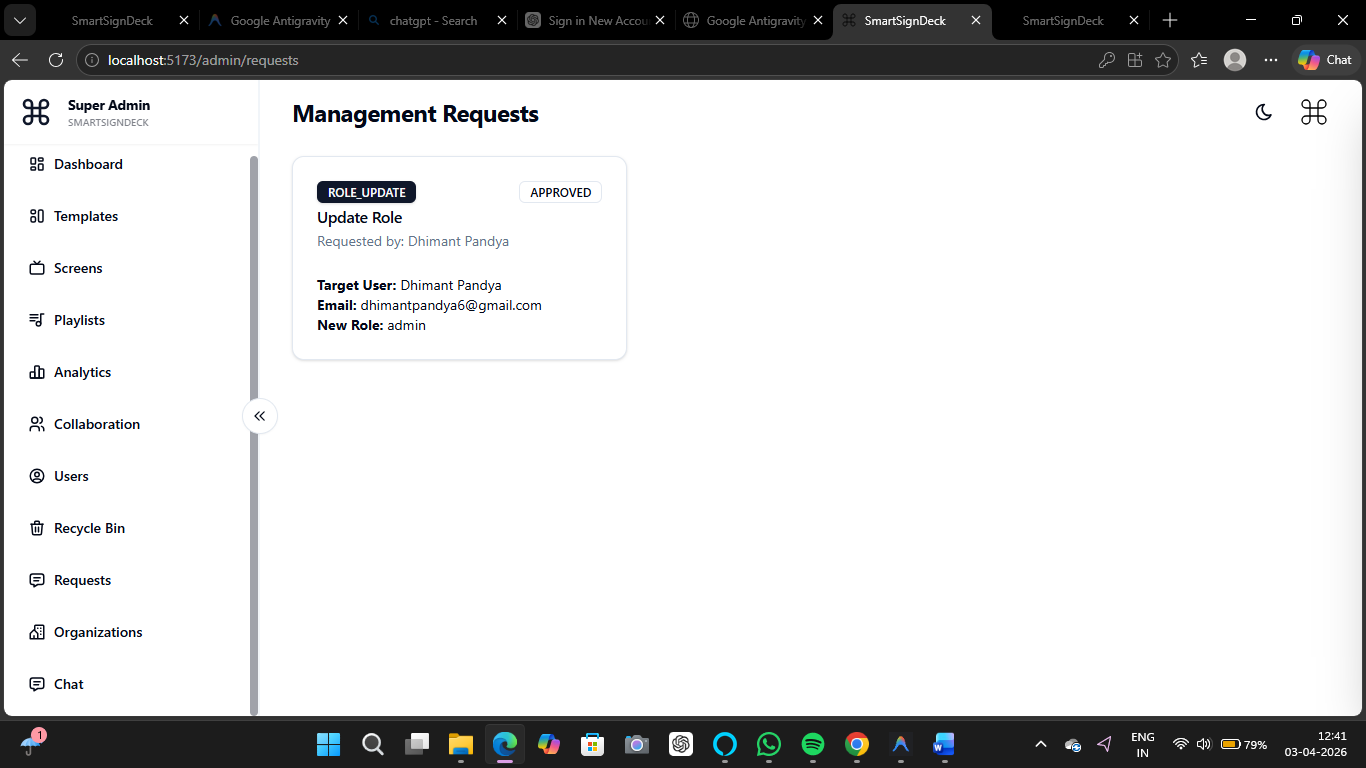 SmartSignDeck
Google Antigravity
chatgpt - Search
Sign in New Accou
Google Antigravity
SmartSignDeck
SmartSignDeck
localhost:5173/admin/requests
Chat
Super Admin
SMARTSIGNDECK
Dashboard
Templates
Screens
Playlists
Analytics
Collaboration
Users
Recycle Bin
Requests
Organizations
Chat
Management Requests
ROLE_UPDATE
APPROVED
Update Role
Requested by: Dhimant Pandya
Target User: Dhimant Pandya
Email: dhimantpandya6@gmail.com
New Role: admin
1
ENG
IN
79%
12:41
03-04-2026